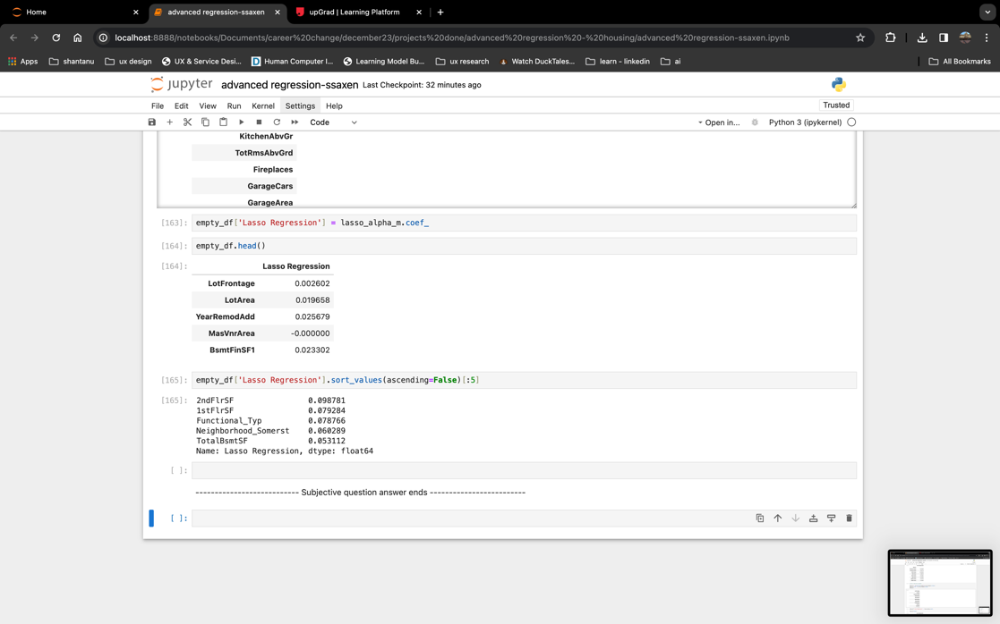 Home
advanced regression-ssaxen
upGrad | Learning Platform
localhost:8888/notebooks/Documents/career%20change/december23/projects%20done/advanced%20regression%20-%20housing/advanced%20regression-ssaxen.ipynb
Apps shantanu ux design UX & Service Desi... Human Computer I... Learning Model Bu... ux research Watch DuckTales... learn - linkedin ai All Bookmarks
jupyter advanced regression-ssaxen Last Checkpoint: 32 minutes ago
File Edit View Run Kernel Settings Help Trusted
Code Open in... Python 3 (ipykernel)
KitchenAbvGr
TotRmsAbvGrd
Fireplaces
GarageCars
GarageArea
[163]: empty_df['Lasso Regression'] = lasso_alpha_m.coef_
[164]: empty_df.head()
[164]: Lasso Regression
LotFrontage 0.002602
LotArea 0.019658
YearRemodAdd 0.025679
MasVnrArea -0.000000
BsmtFinSF1 0.023302
[165]: empty_df['Lasso Regression'].sort_values(ascending=False)[:5]
[165]: 2ndFlrSF 0.098781
1stFlrSF 0.079284
Functional_Typ 0.078766
Neighborhood_Somerst 0.060289
TotalBsmtSF 0.053112
Name: Lasso Regression, dtype: float64
[ ]:
--------------------------- Subjective question answer ends -------------------------
[ ]: